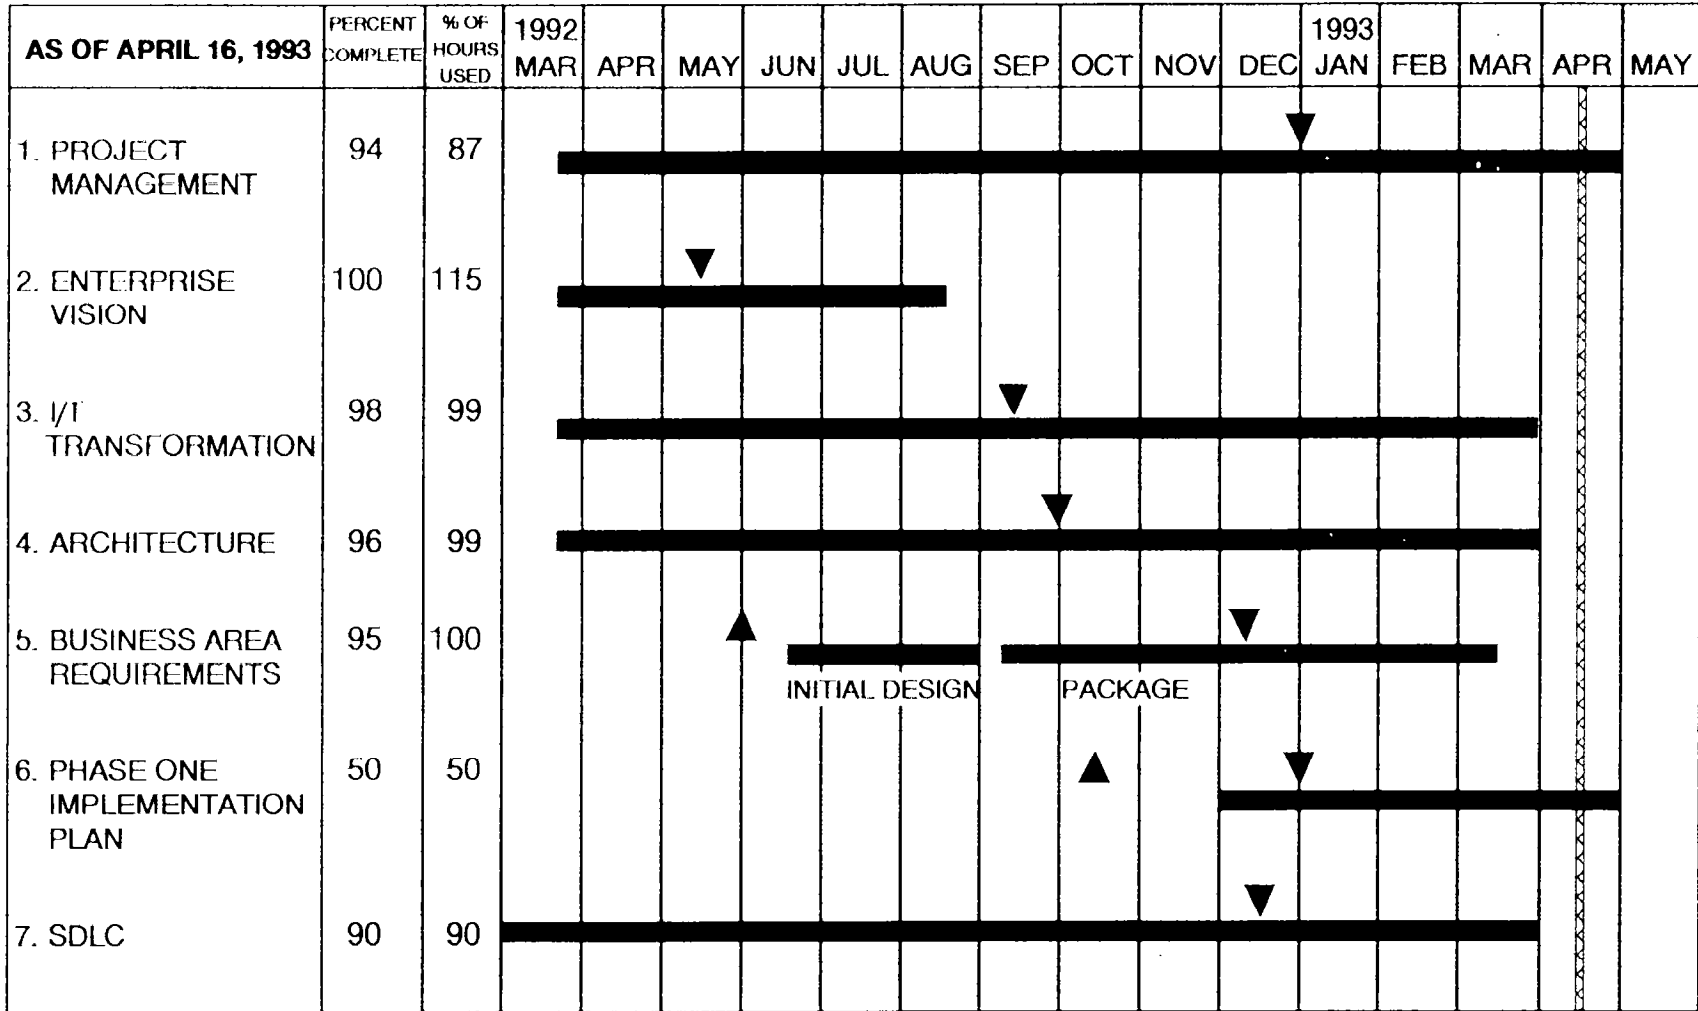 AS OF APRIL 16, 1993
PERCENT
COMPLETE
% OF
HOURS
USED
1992
MAR APR MAY JUN JUL AUG SEP OCT NOV DEC
1993
JAN FEB MAR APR MAY
1. PROJECT 94 87
MANAGEMENT
2. ENTERPRISE 100 115
VISION
3. I/T 98 99
TRANSFORMATION
4. ARCHITECTURE 96 99
5. BUSINESS AREA 95 100
REQUIREMENTS
INITIAL DESIGN PACKAGE
6. PHASE ONE 50 50
IMPLEMENTATION
PLAN
7. SDLC 90 90